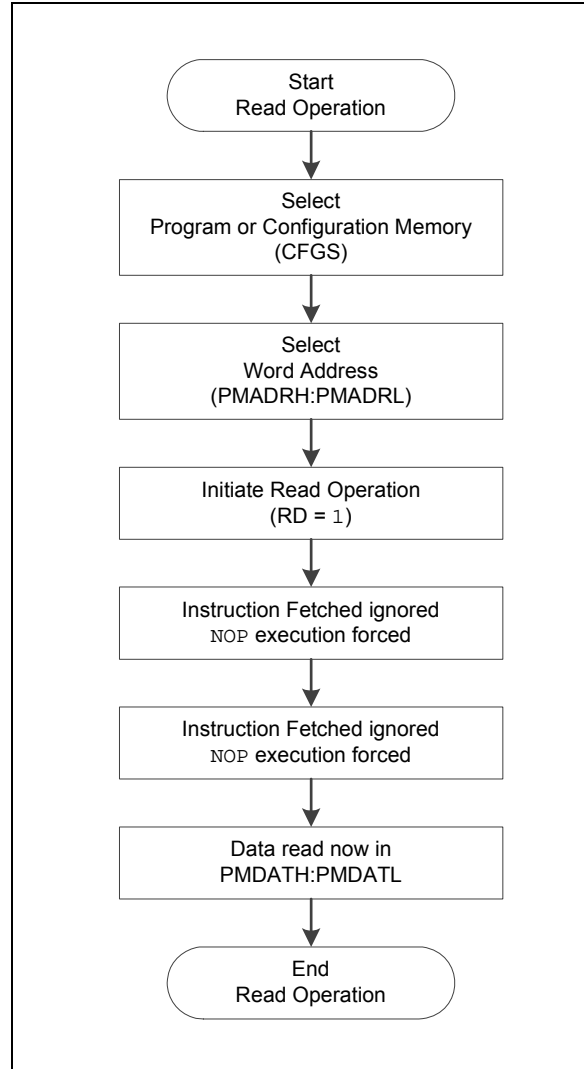 Start
Read Operation
Select
Program or Configuration Memory
(CFGS)
Select
Word Address
(PMADRH:PMADRL)
Initiate Read Operation
(RD = 1)
Instruction Fetched ignored
NOP execution forced
Instruction Fetched ignored
NOP execution forced
Data read now in
PMDATH:PMDATL
End
Read Operation